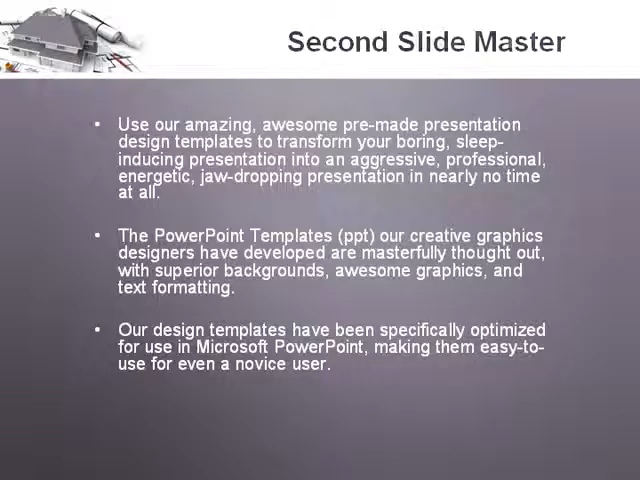 Second Slide Master
• Use our amazing, awesome pre-made presentation
design templates to transform your boring, sleep-
inducing presentation into an aggressive, professional,
energetic, jaw-dropping presentation in nearly no time
at all.
• The PowerPoint Templates (ppt) our creative graphics
designers have developed are masterfully thought out,
with superior backgrounds, awesome graphics, and
text formatting.
• Our design templates have been specifically optimized
for use in Microsoft PowerPoint, making them easy-to-
use for even a novice user.